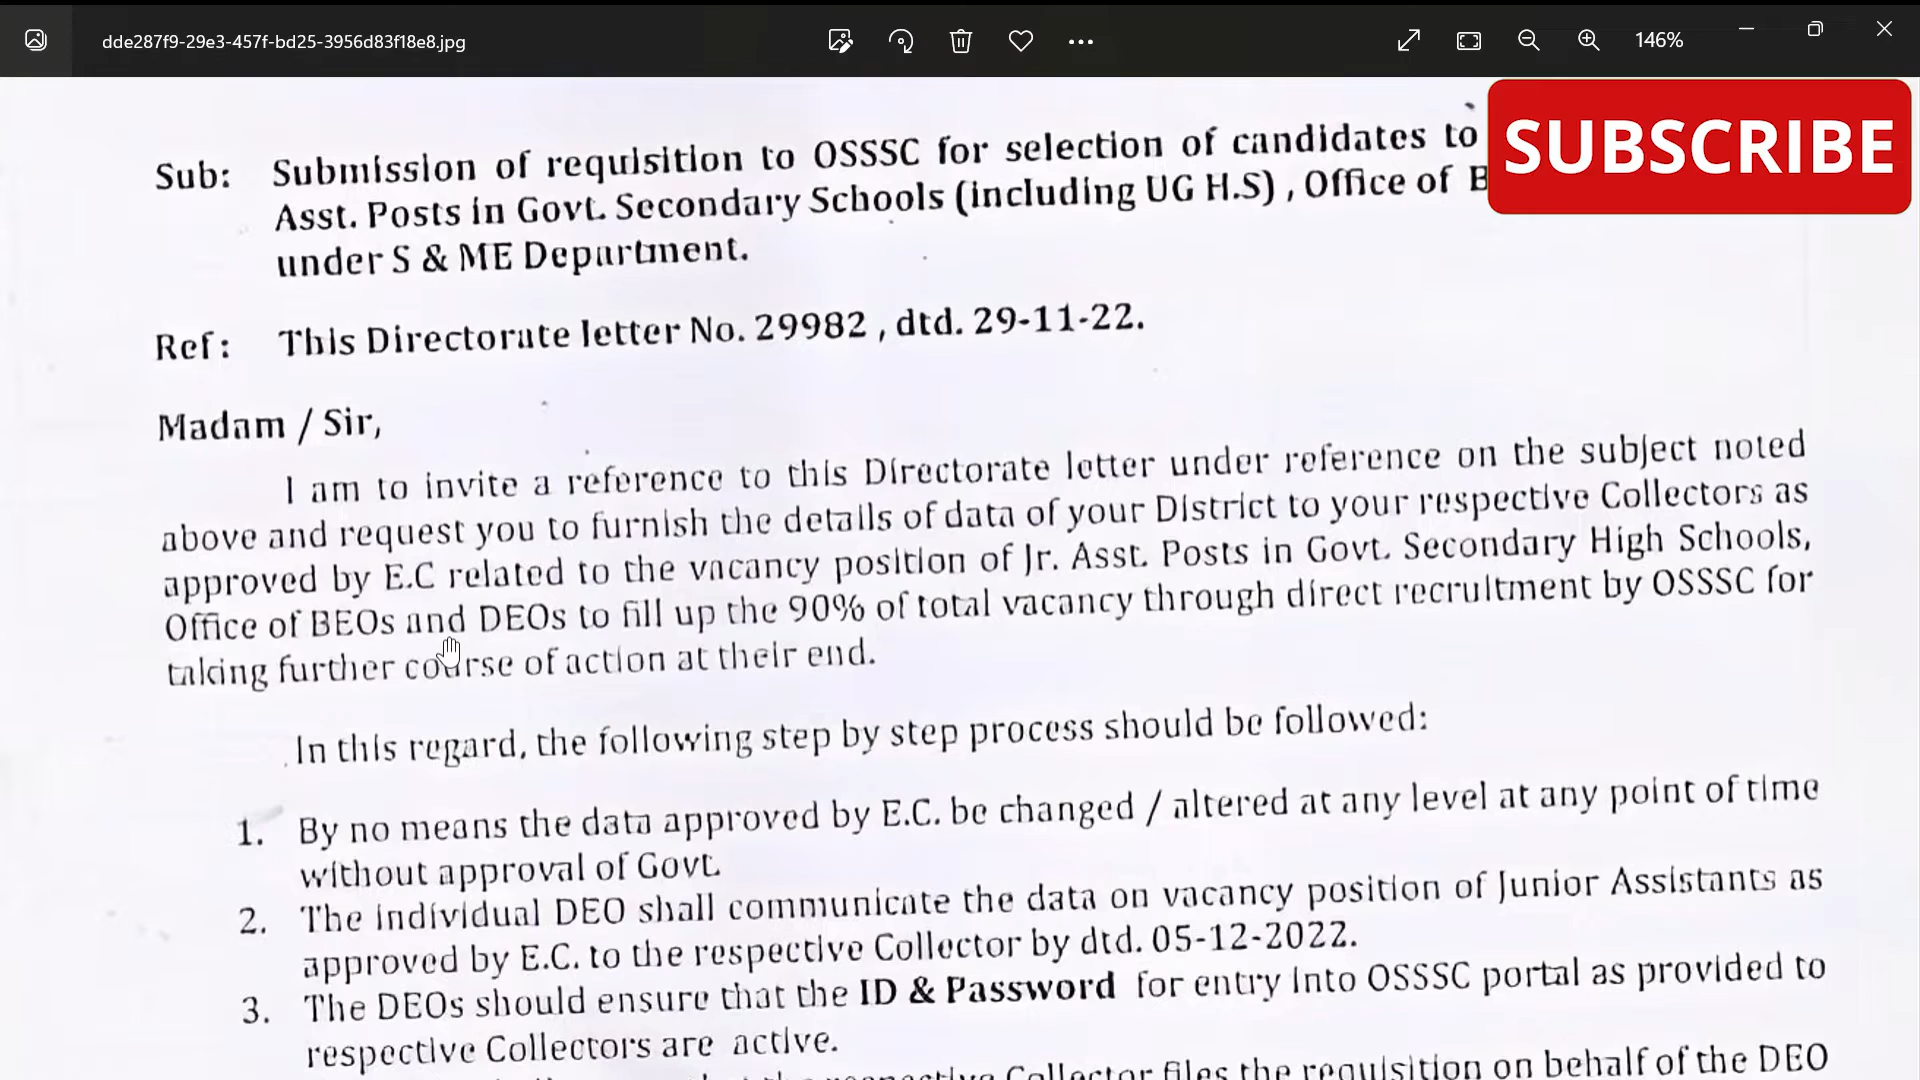 dde287f9-29e3-457f-bd25-3956d83f18e8.jpg
146%
SUBSCRIBE
Sub: Submission of requisition to OSSSC for selection of candidates to
Asst. Posts in Govt. Secondary Schools (including UG H.S) , Office of
under S & ME Department.
Ref: This Directorate letter No. 29982 , dtd. 29-11-22.
Madam / Sir,
I am to invite a reference to this Directorate letter under reference on the subject noted
above and request you to furnish the details of data of your District to your respective Collectors as
approved by E.C related to the vacancy position of Jr. Asst. Posts in Govt. Secondary High Schools,
Office of BEOs and DEOs to fill up the 90% of total vacancy through direct recruitment by OSSSC for
taking further course of action at their end.
In this regard, the following step by step process should be followed:
1. By no means the data approved by E.C. be changed / altered at any level at any point of time
without approval of Govt.
2. The individual DEO shall communicate the data on vacancy position of Junior Assistants as
approved by E.C. to the respective Collector by dtd. 05-12-2022.
3. The DEOs should ensure that the ID & Password for entry into OSSSC portal as provided to
respective Collectors are active.
Collector files the requisition on behalf of the DEO